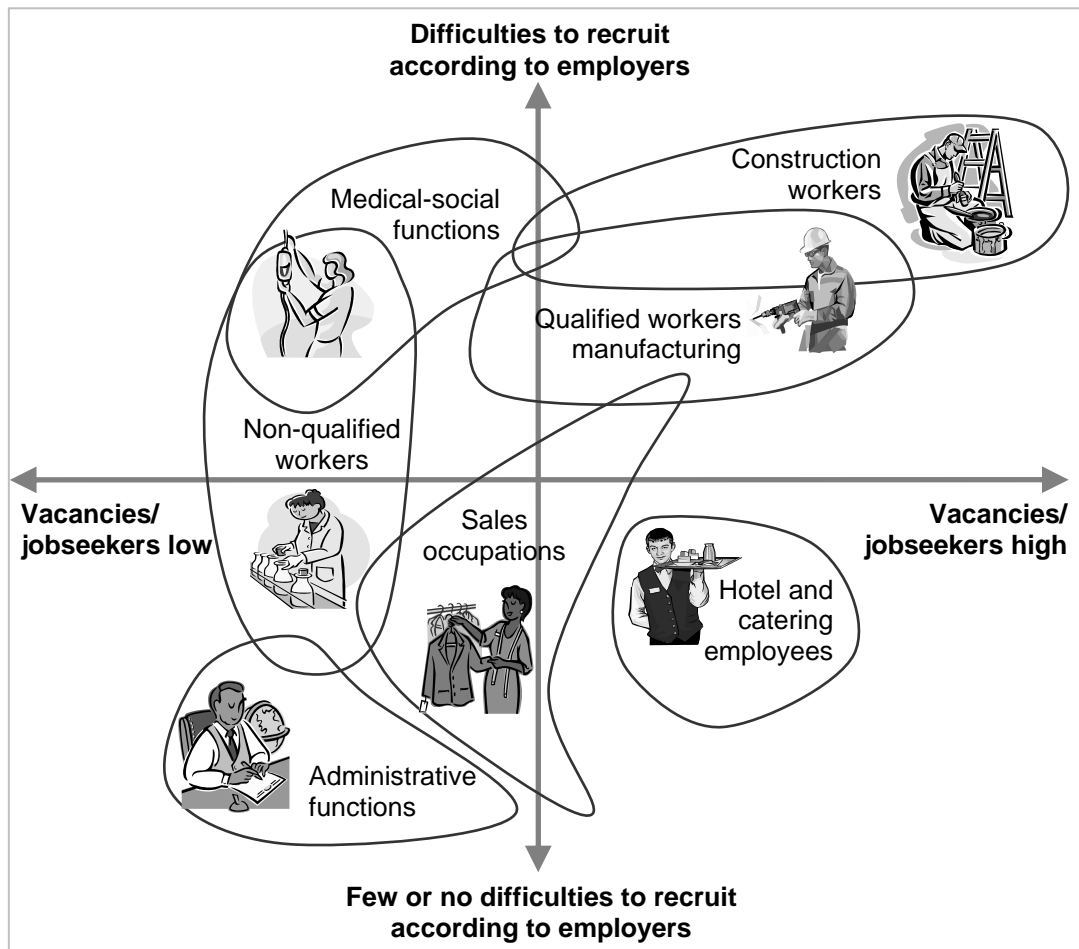 Difficulties to recruit
according to employers
Construction
workers
Medical-social
functions
Qualified workers
manufacturing
Non-qualified
workers
Vacancies/
jobseekers low
Sales
occupations
Vacancies/
jobseekers high
Hotel and
catering
employees
Administrative
functions
Few or no difficulties to recruit
according to employers